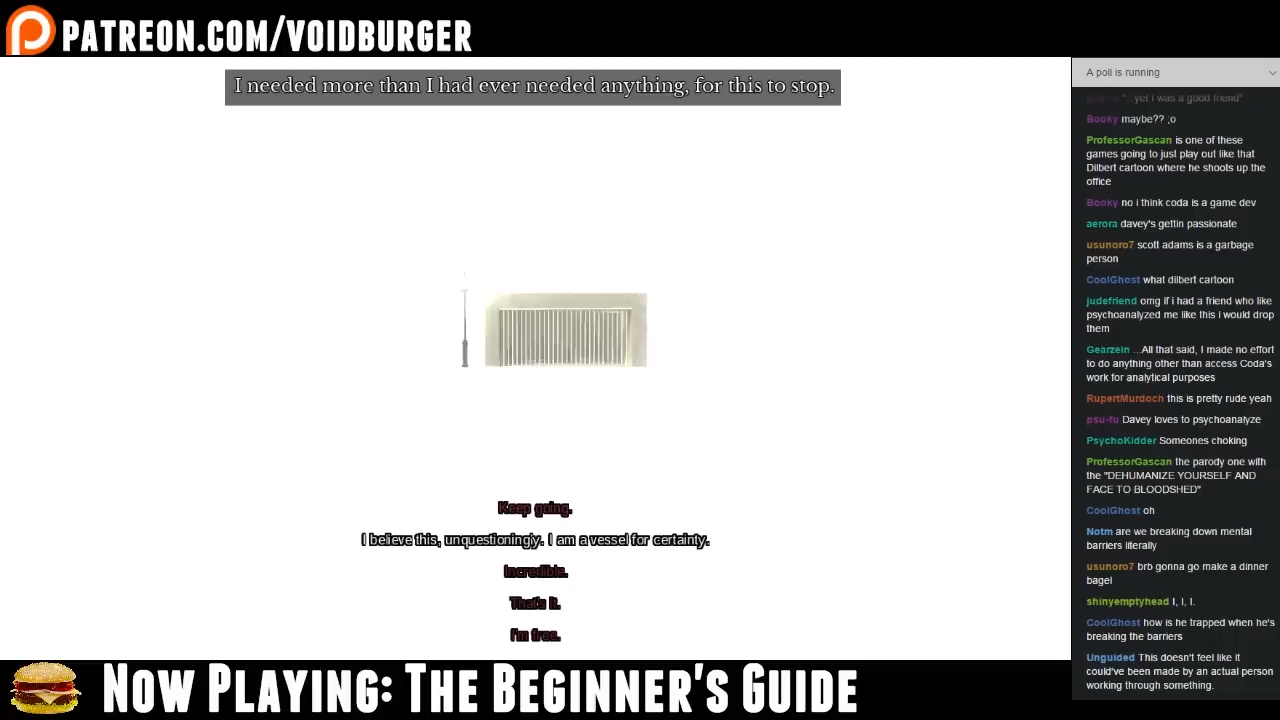 PATREON.COM/VOIDBURGER
I needed more than I had ever needed anything, for this to stop.
Keep going.
I believe this, unquestioningly. I am a vessel for certainty.
Incredible.
That's it.
I'm free.
A poll is running
"...yet I was a good friend"
Booky maybe?? ;o
ProfessorGascan is one of these
games going to just play out like that
Dilbert cartoon where he shoots up the
office
Booky no i think coda is a game dev
aerora davey's gettin passionate
usunoro7 scott adams is a garbage
person
CoolGhost what dilbert cartoon
judefriend omg if i had a friend who like
psychoanalyzed me like this i would drop
them
Gearzein ...All that said, I made no effort
to do anything other than access Coda's
work for analytical purposes
RupertMurdoch this is pretty rude yeah
psu-fu Davey loves to psychoanalyze
PsychoKidder Someones choking
ProfessorGascan the parody one with
the "DEHUMANIZE YOURSELF AND
FACE TO BLOODSHED"
CoolGhost oh
Notm are we breaking down mental
barriers literally
usunoro7 brb gonna go make a dinner
bagel
shinyemptyhead I, I, I.
CoolGhost how is he trapped when he's
breaking the barriers
Unguided This doesn't feel like it
could've been made by an actual person
working through something.
NOW PLAYING: THE BEGINNER'S GUIDE